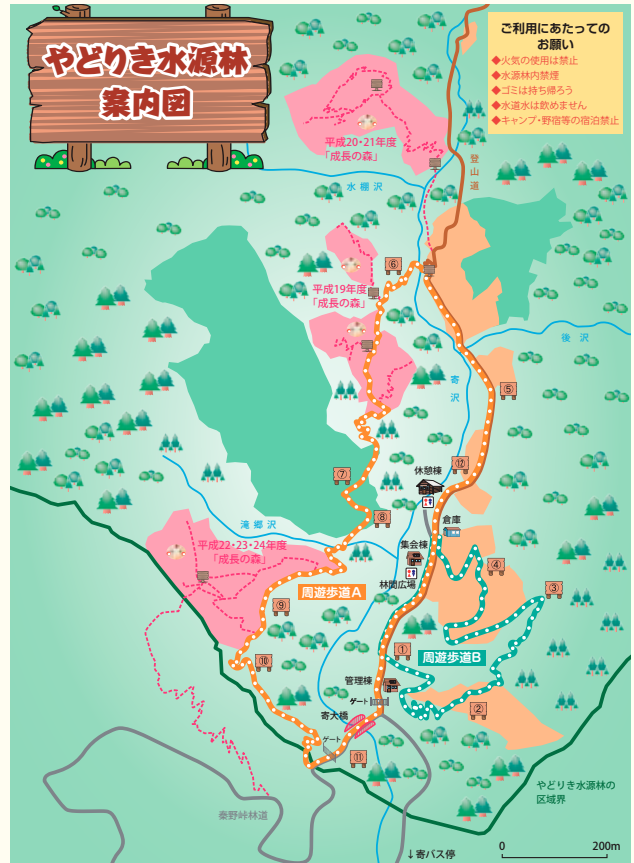 やどりき水源林
案内図
ご利用にあたっての
お願い
◆火気の使用は禁止
◆水源林内禁煙
◆ゴミは持ち帰ろう
◆水道水は飲めません
◆キャンプ・野宿等の宿泊禁止
平成20・21年度
「成長の森」
登山道
水棚沢
⑥
平成19年度
「成長の森」
後沢
寄沢
⑤
⑫
休憩棟
⑦
⑧
倉庫
滝郷沢
集会棟
平成22・23・24年度
「成長の森」
④
林間広場
周遊歩道A
③
⑨
①
周遊歩道B
⑩
管理棟
ゲート
②
寄大橋
ゲート
⑪
やどりき水源林の
区域界
秦野峠林道
↓寄バス停
0 200m